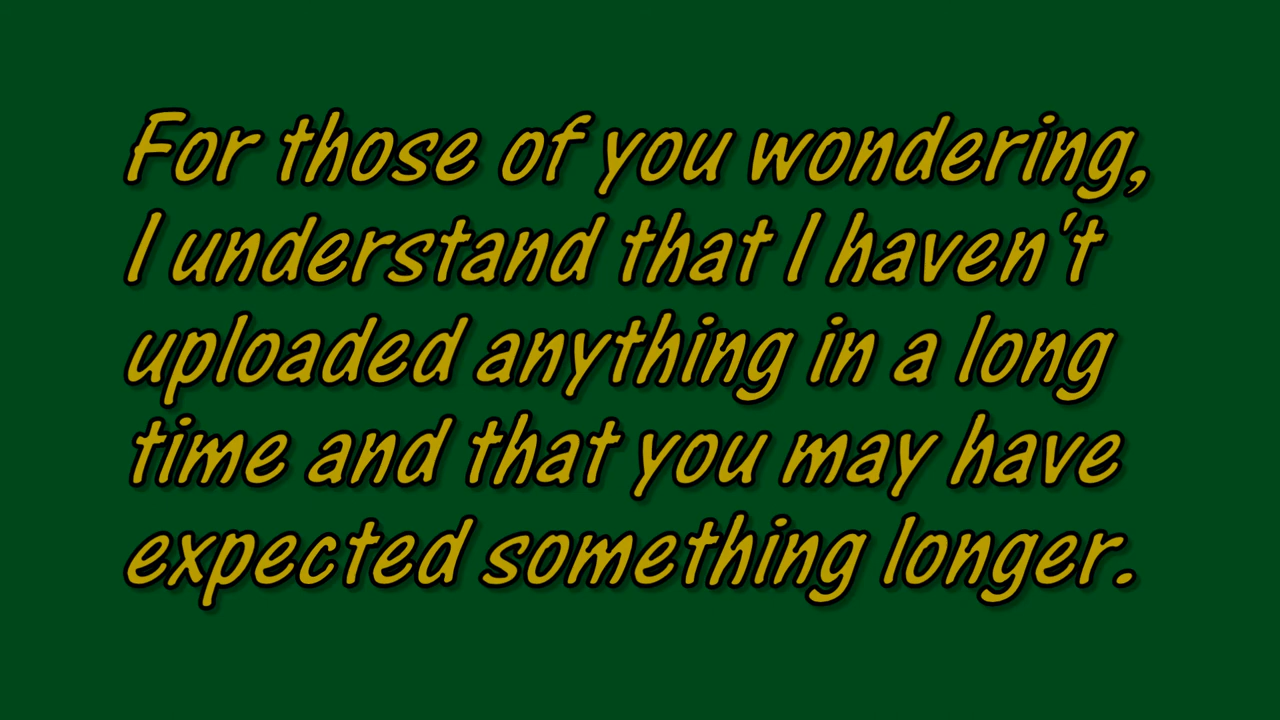 For those of you wondering,
I understand that I haven't
uploaded anything in a long
time and that you may have
expected something longer.